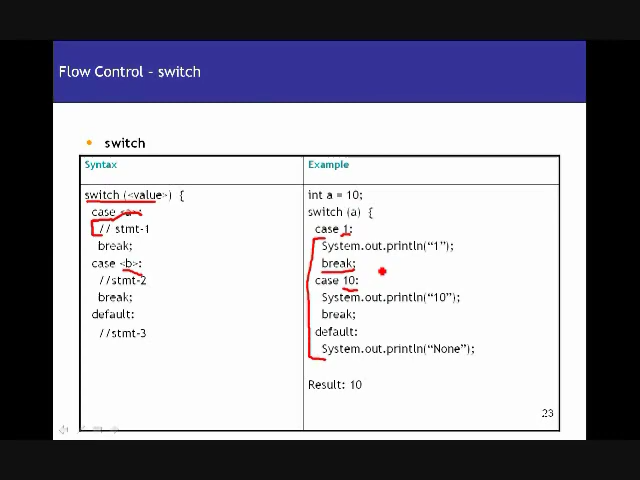 Flow Control – switch
• switch
Syntax
switch (<value>) {
case <a>:
// stmt-1
break;
case <b>:
//stmt-2
break;
default:
//stmt-3
Example
int a = 10;
switch (a) {
case 1:
System.out.println(“1”);
break;
case 10:
System.out.println(“10”);
break;
default:
System.out.println(“None”);
Result: 10
23